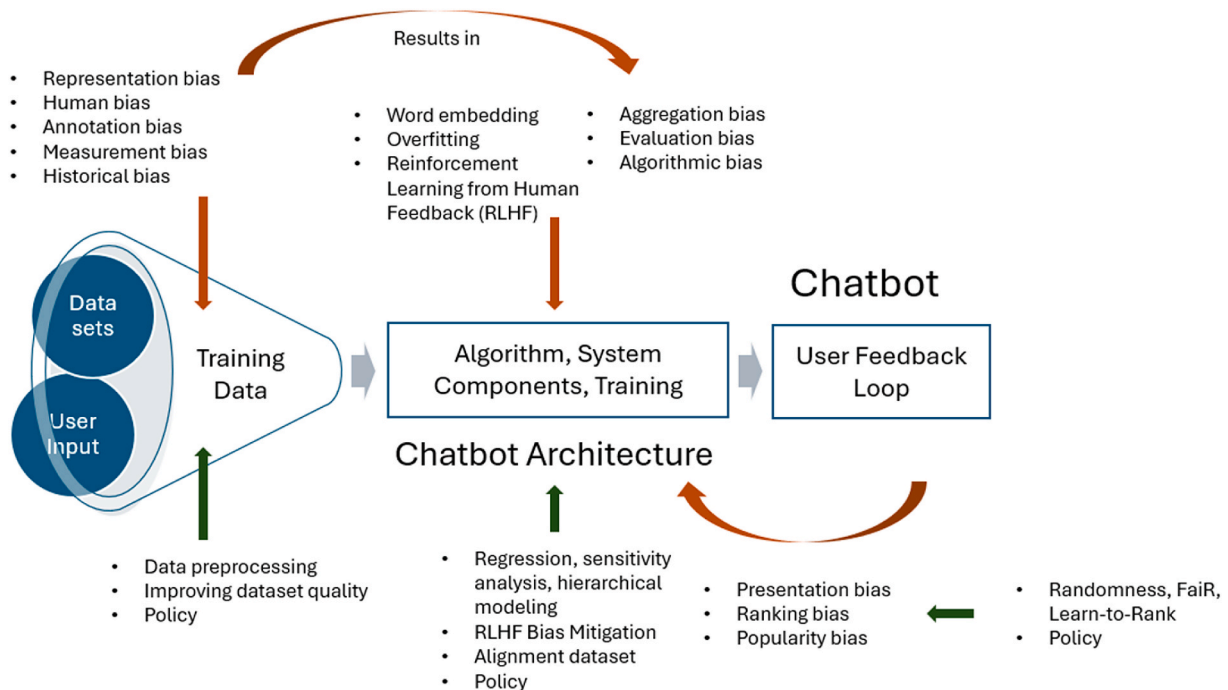 Results in
• Representation bias
• Human bias
• Annotation bias
• Measurement bias
• Historical bias
• Word embedding
• Overfitting
• Reinforcement
Learning from Human
Feedback (RLHF)
• Aggregation bias
• Evaluation bias
• Algorithmic bias
Data
sets
User
Input
Training
Data
Algorithm, System
Components, Training
Chatbot Architecture
Chatbot
User Feedback
Loop
• Data preprocessing
• Improving dataset quality
• Policy
• Regression, sensitivity
analysis, hierarchical
modeling
• RLHF Bias Mitigation
• Alignment dataset
• Policy
• Presentation bias
• Ranking bias
• Popularity bias
• Randomness, FaiR,
Learn-to-Rank
• Policy